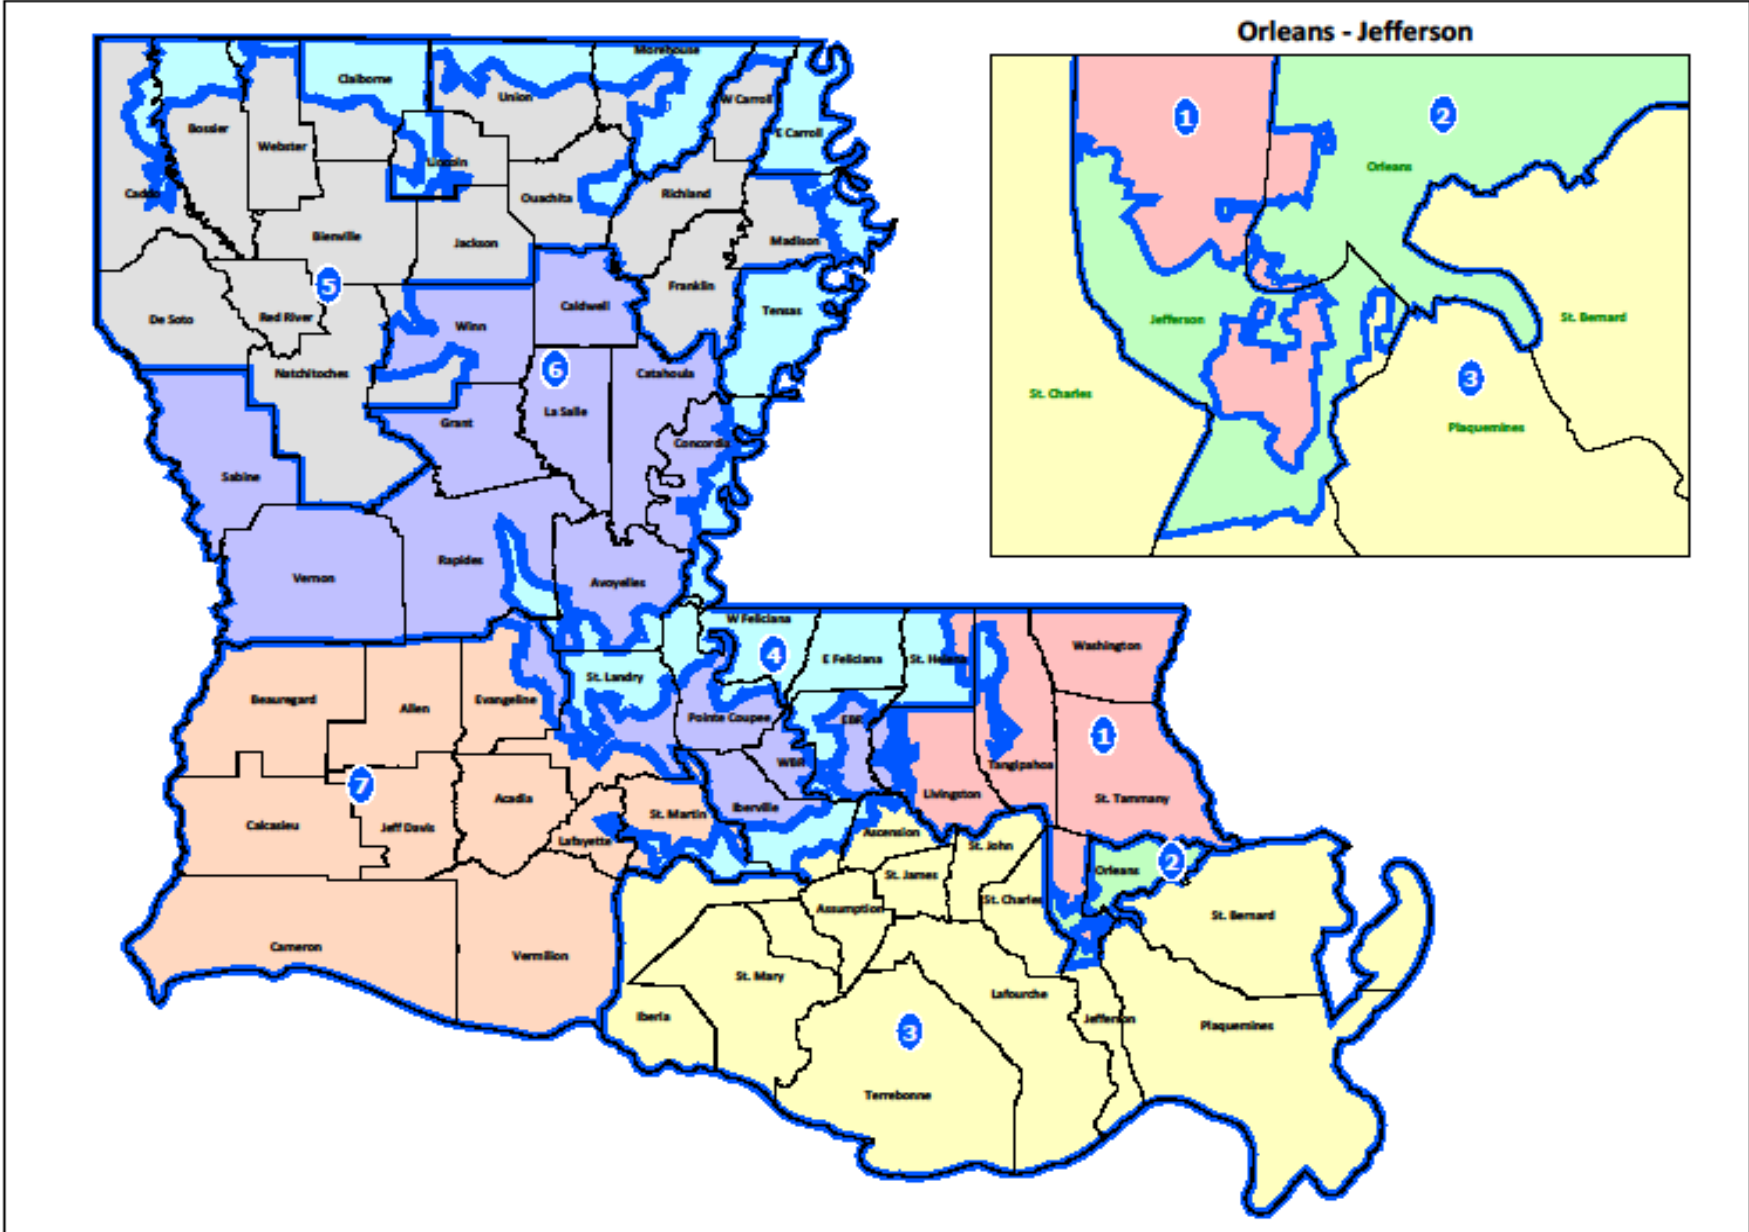 Orleans - Jefferson
Morehouse
Claiborne
Union
W Carroll
Bossier
Webster
E Carroll
Lincoln
Caddo
Ouachita
Richland
Bienville
Jackson
Madison
5
Franklin
De Soto
Red River
Winn
Caldwell
Tensas
Natchitoches
6
Catahoula
La Salle
Grant
Concordia
Sabine
Rapides
Vernon
Avoyelles
1
2
Orleans
Jefferson
St. Bernard
3
St. Charles
Plaquemines
W Feliciana
4
E Feliciana
St. Helena
Washington
St. Landry
Beauregard
Allen
Evangeline
Pointe Coupee
EBR
1
WBR
Tangipahoa
7
Acadia
Livingston
St. Tammany
Calcasieu
Jeff Davis
St. Martin
Iberville
Lafayette
Ascension
St. John
2
Orleans
St. James
St. Charles
Assumption
St. Bernard
Cameron
Vermilion
St. Mary
Lafourche
Iberia
3
Jefferson
Plaquemines
Terrebonne